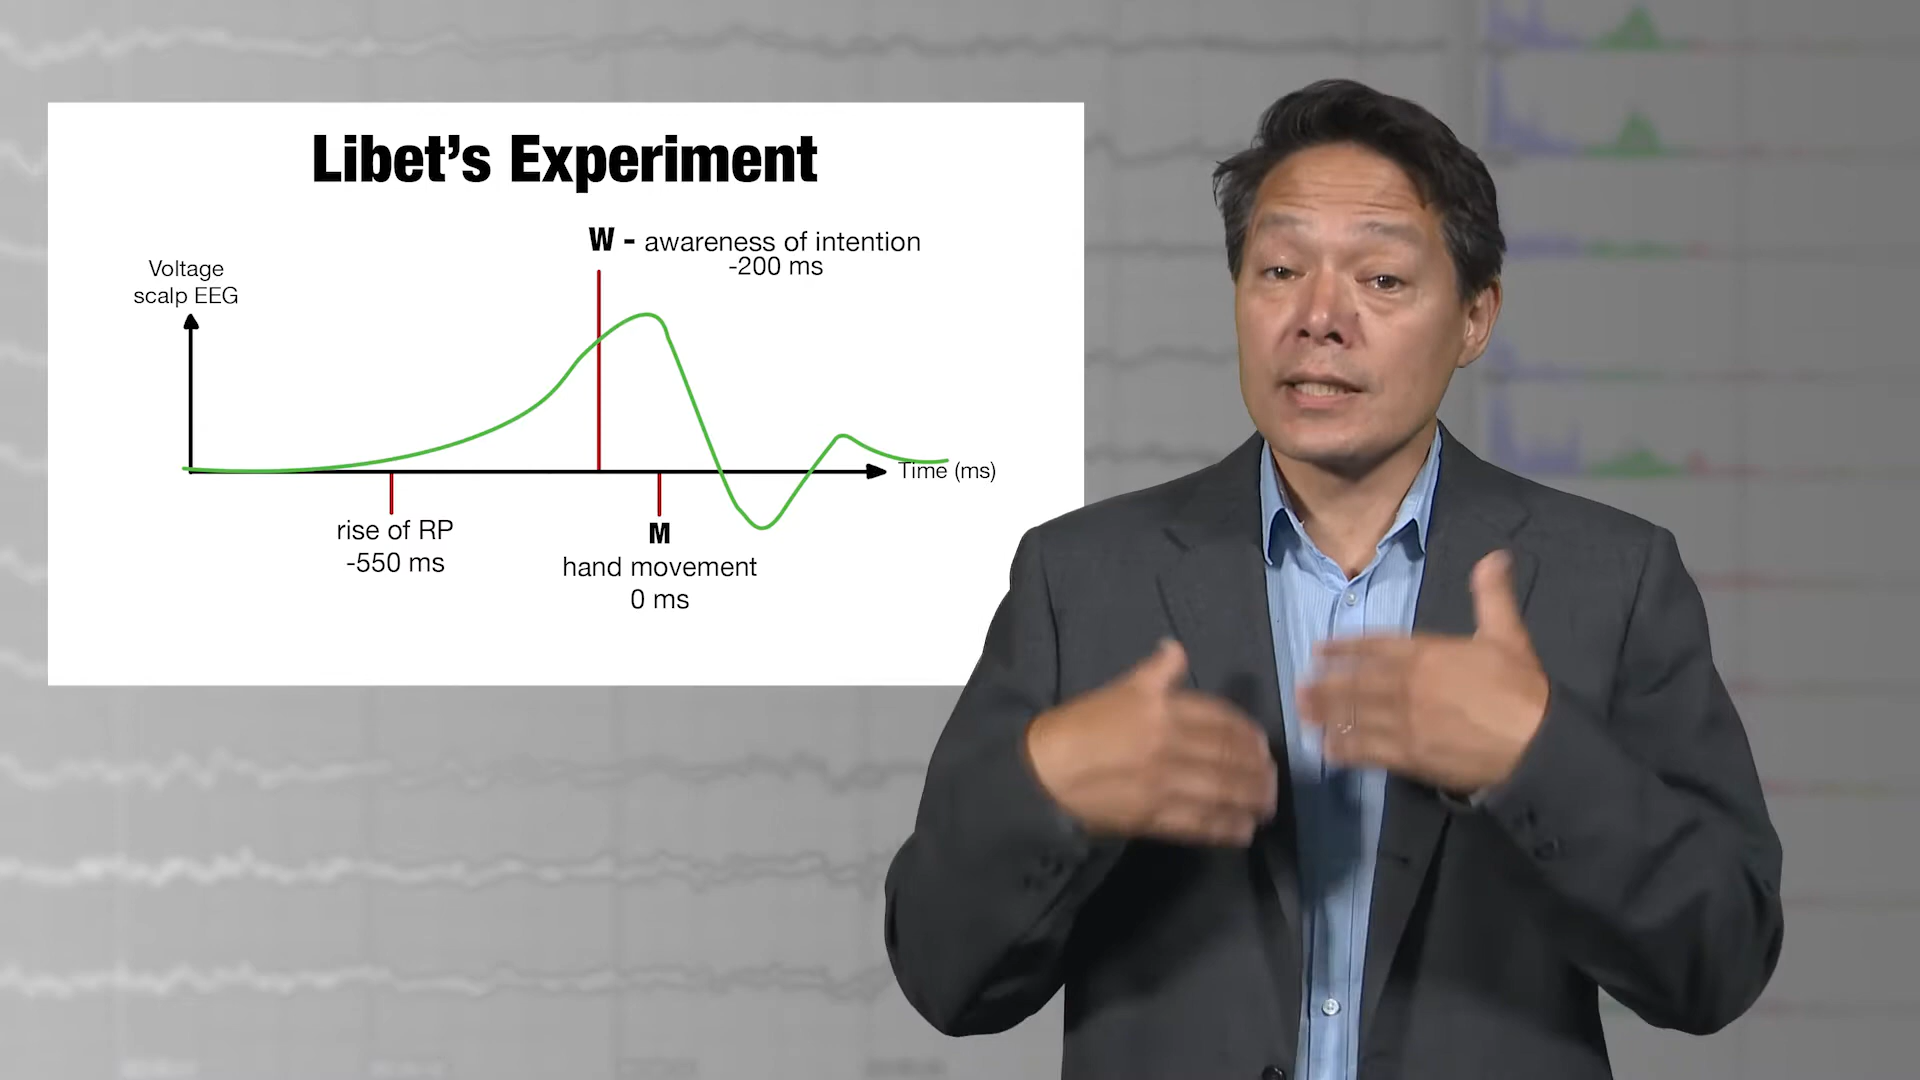 Libet's Experiment
W - awareness of intention
-200 ms
Voltage
scalp EEG
Time (ms)
rise of RP
-550 ms
M
hand movement
0 ms